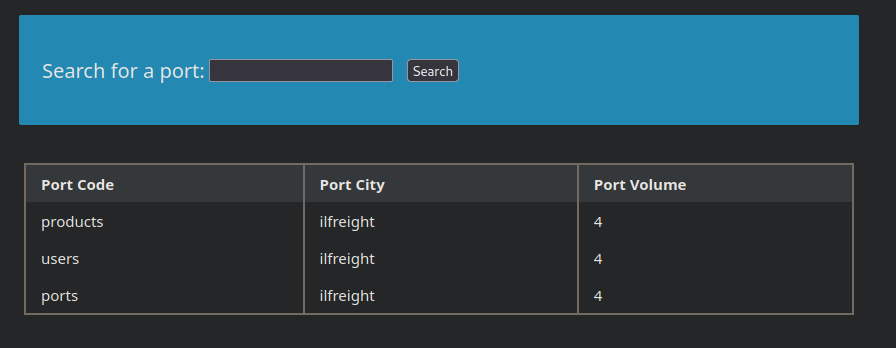 Search for a port: Search
Port Code Port City Port Volume
products ilfreight 4
users ilfreight 4
ports ilfreight 4